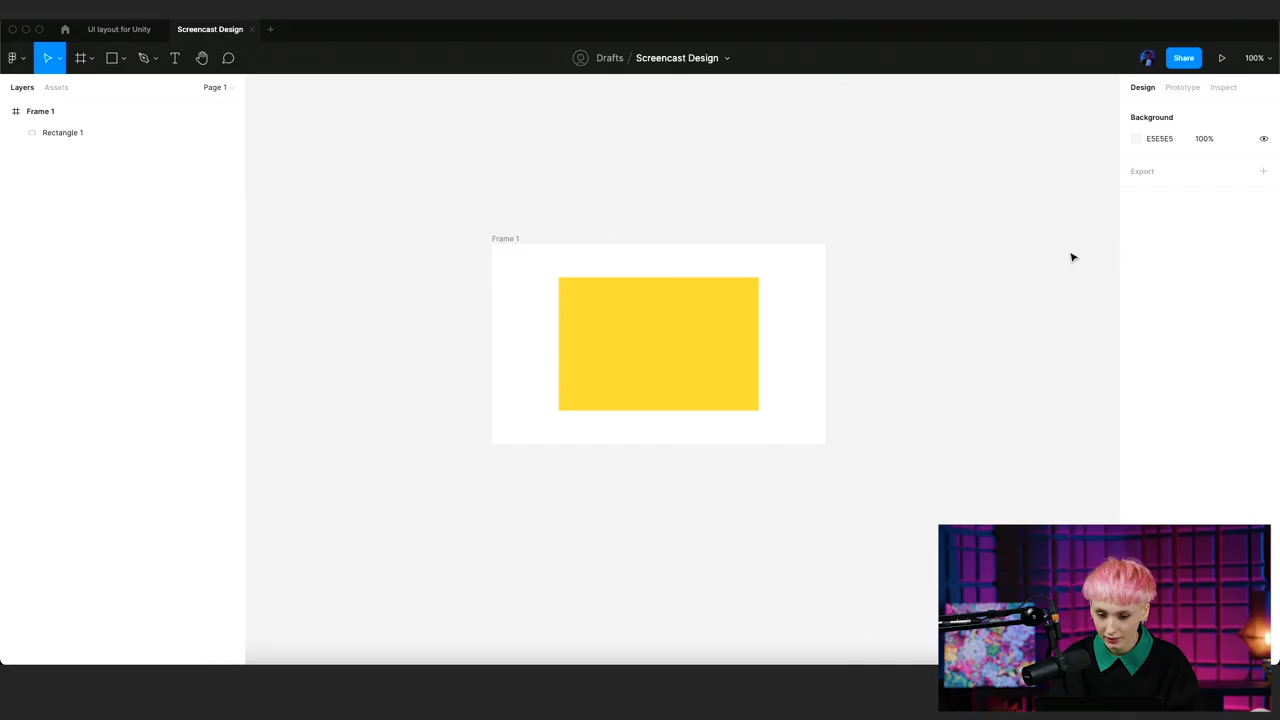 UI layout for Unity
Screencast Design
Drafts / Screencast Design
Share
100%
Layers
Assets
Page 1
Design
Prototype
Inspect
Frame 1
Rectangle 1
Background
E5E5E5
100%
Export
Frame 1